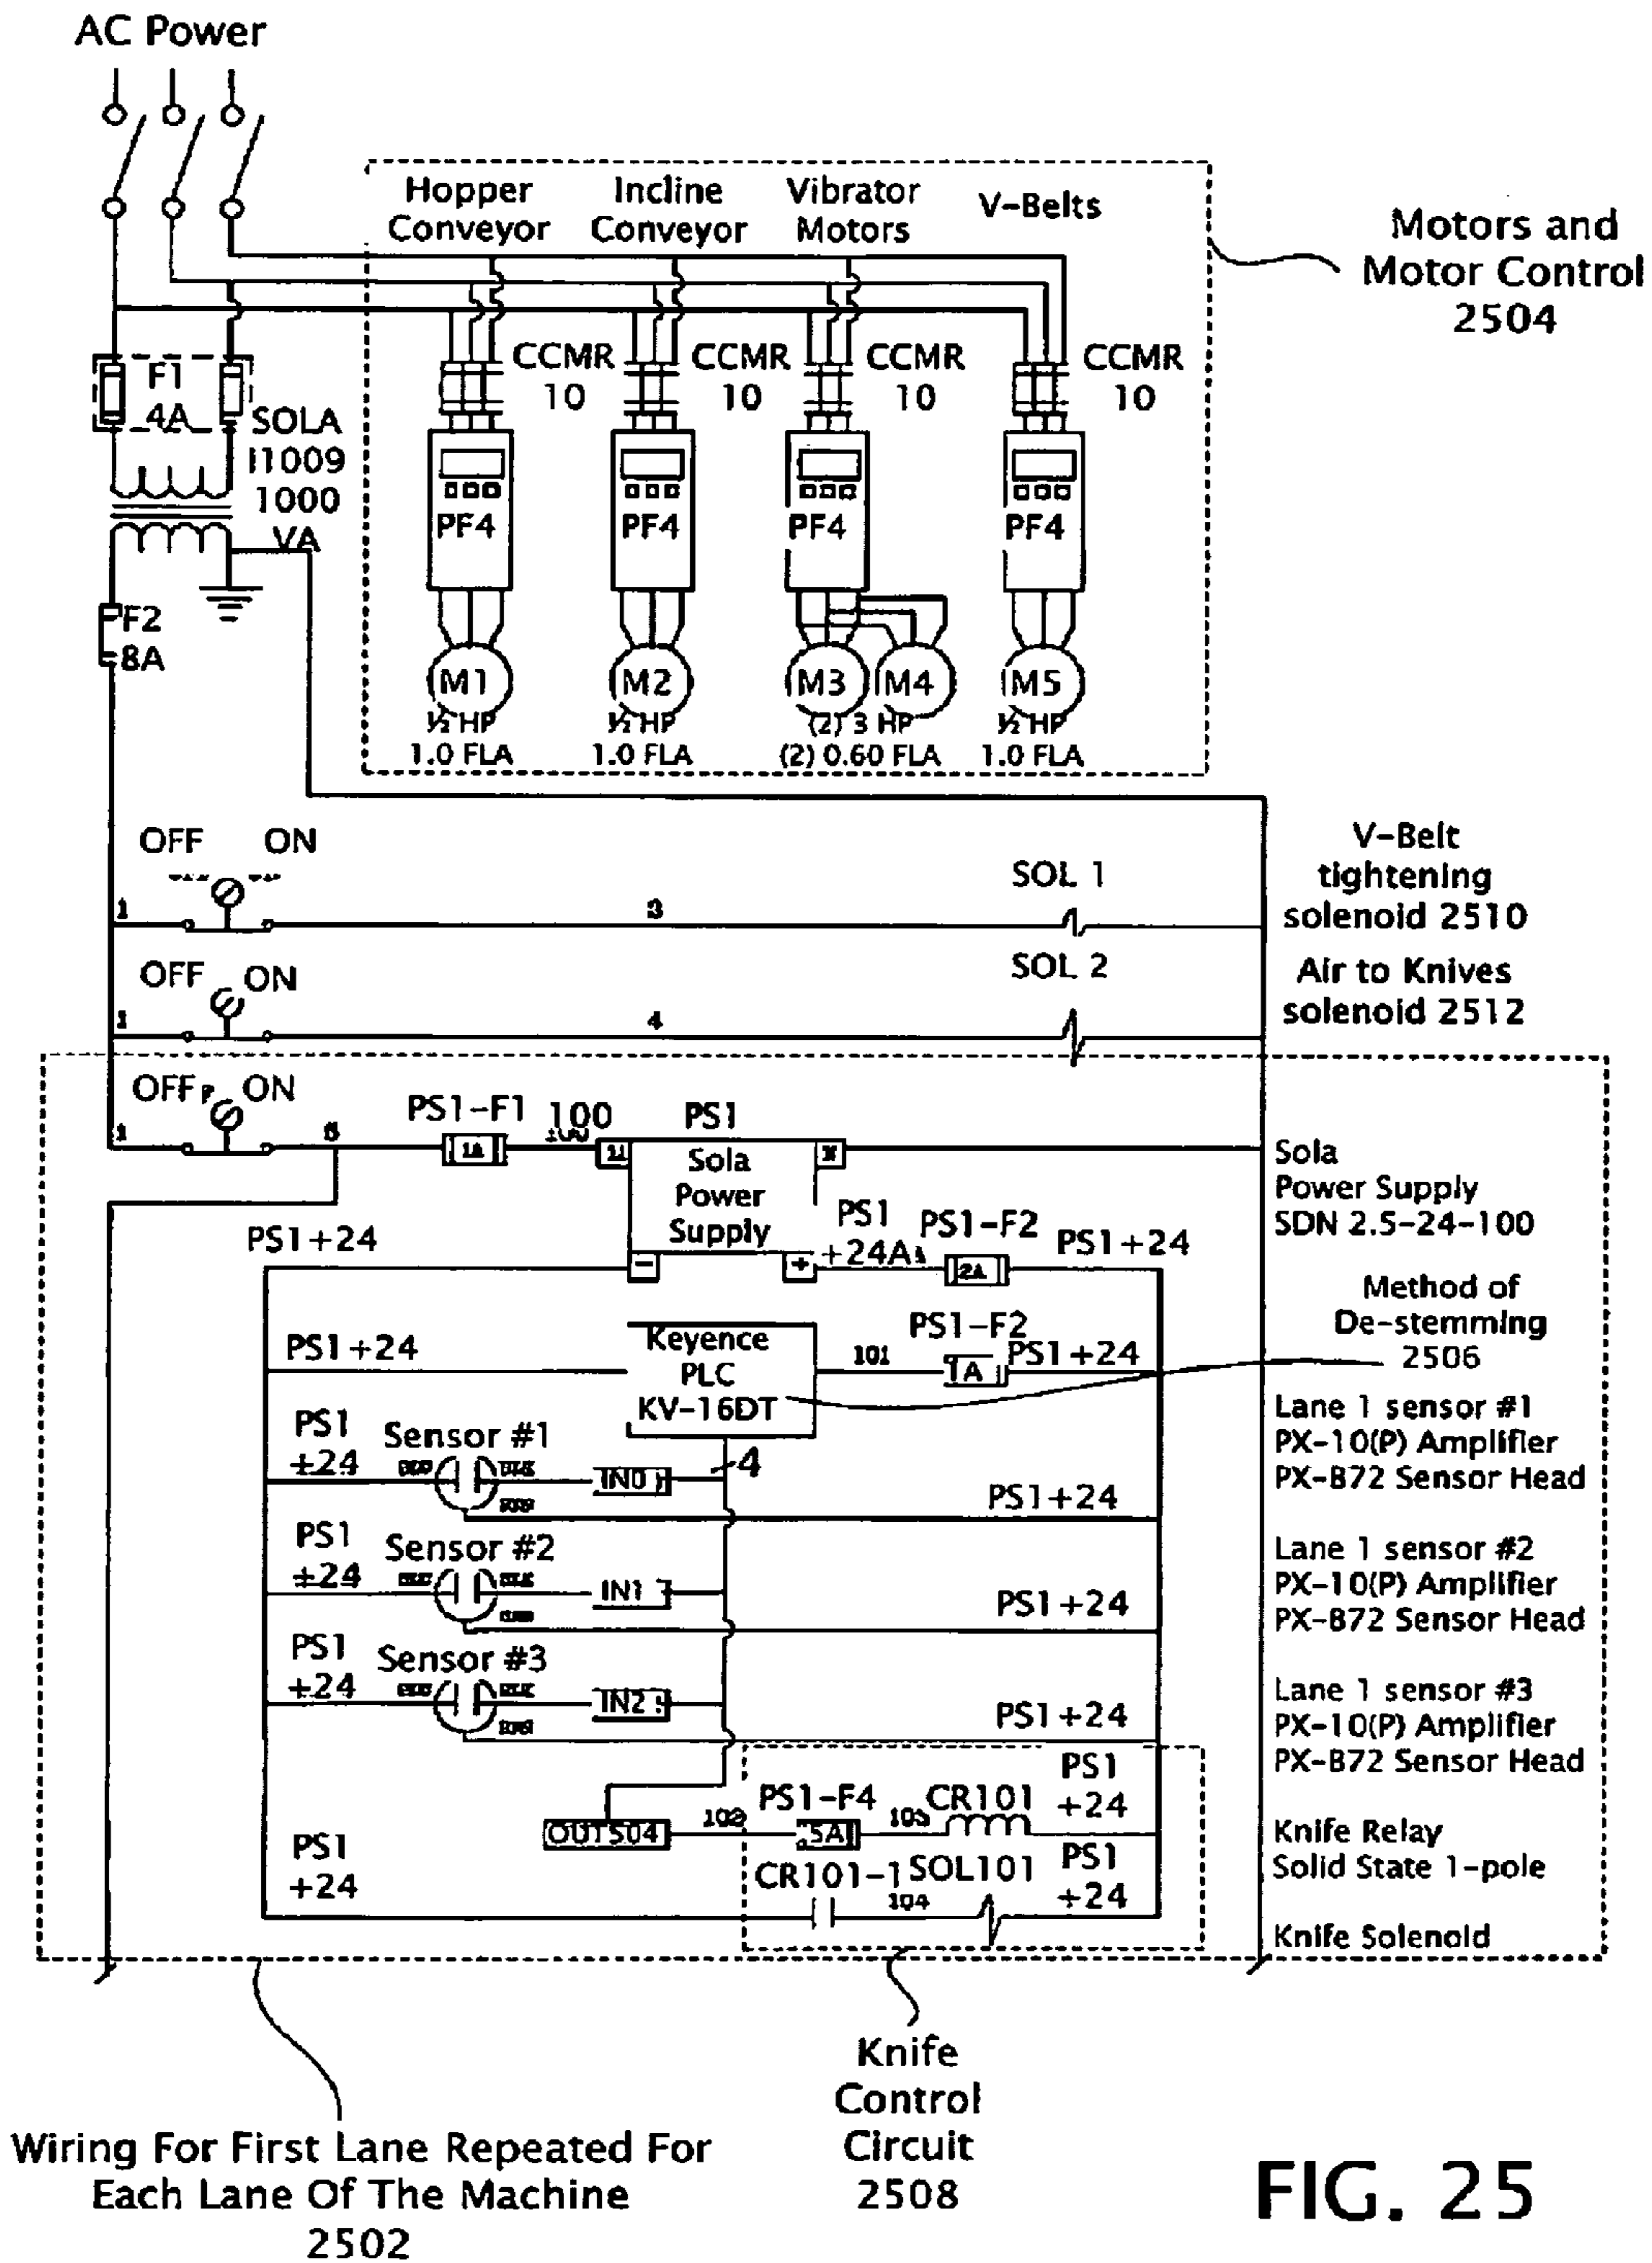 AC Power
Hopper
Conveyor
Incline
Conveyor
Vibrator
Motors
V-Belts
Motors and
Motor Control
2504
CCMR
10
CCMR
10
CCMR
10
CCMR
10
F1
4A
SOLA
I1009
1000
VA
PF4
PF4
PF4
PF4
F2
8A
M1
M2
M3
M4
M5
½ HP
1.0 FLA
½ HP
1.0 FLA
(2) 3 HP
(2) 0.60 FLA
½ HP
1.0 FLA
OFF ON
1
3
SOL 1
V-Belt
tightening
solenoid 2510
OFF ON
1
4
SOL 2
Air to Knives
solenoid 2512
OFF ON
1
PS1-F1
1A
100
PS1
Sola
Power
Supply
Sola
Power Supply
SDN 2.5-24-100
PS1+24
-
+
PS1
+24A
PS1-F2
2A
PS1+24
Method of
De-stemming
2506
PS1+24
Keyence
PLC
KV-16DT
101
PS1-F2
1A
PS1+24
PS1
+24
Sensor #1
IN0
4
PS1+24
Lane 1 sensor #1
PX-10(P) Amplifier
PX-B72 Sensor Head
PS1
+24
Sensor #2
IN1
PS1+24
Lane 1 sensor #2
PX-10(P) Amplifier
PX-B72 Sensor Head
PS1
+24
Sensor #3
IN2
PS1+24
Lane 1 sensor #3
PX-10(P) Amplifier
PX-B72 Sensor Head
OUT504
102
PS1-F4
.5A
103
CR101
PS1
+24
Knife Relay
Solid State 1-pole
PS1
+24
CR101-1
104
SOL101
PS1
+24
Knife Solenoid
Wiring For First Lane Repeated For
Each Lane Of The Machine
2502
Knife
Control
Circuit
2508
FIG. 25